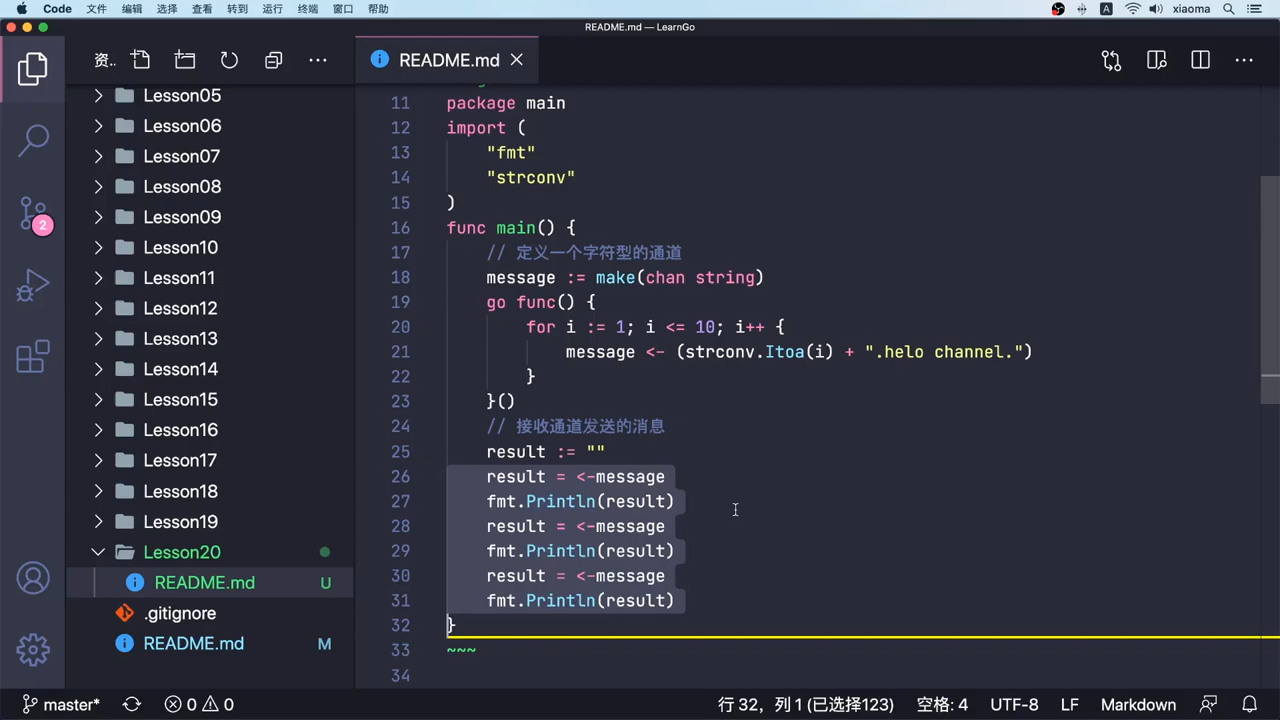 Code 文件 编辑 选择 查看 转到 运行 终端 窗口 帮助 A xiaoma
README.md — LearnGo
资..
README.md
Lesson05
Lesson06
Lesson07
Lesson08
Lesson09
Lesson10
Lesson11
Lesson12
Lesson13
Lesson14
Lesson15
Lesson16
Lesson17
Lesson18
Lesson19
Lesson20
README.md U
.gitignore
README.md M
2
11 package main
12 import (
13 "fmt"
14 "strconv"
15 )
16 func main() {
17 // 定义一个字符型的通道
18 message := make(chan string)
19 go func() {
20 for i := 1; i <= 10; i++ {
21 message <- (strconv.Itoa(i) + ".helo channel.")
22 }
23 }()
24 // 接收通道发送的消息
25 result := ""
26 result = <-message
27 fmt.Println(result)
28 result = <-message
29 fmt.Println(result)
30 result = <-message
31 fmt.Println(result)
32 }
33 ~~~
34
master* 0 0 行 32，列 1 (已选择123) 空格: 4 UTF-8 LF Markdown